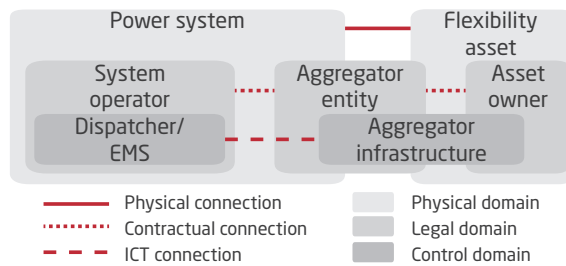 Power system
Flexibility
asset
System
operator
Aggregator
entity
Asset
owner
Dispatcher/
EMS
Aggregator
infrastructure
Physical connection
Contractual connection
ICT connection
Physical domain
Legal domain
Control domain